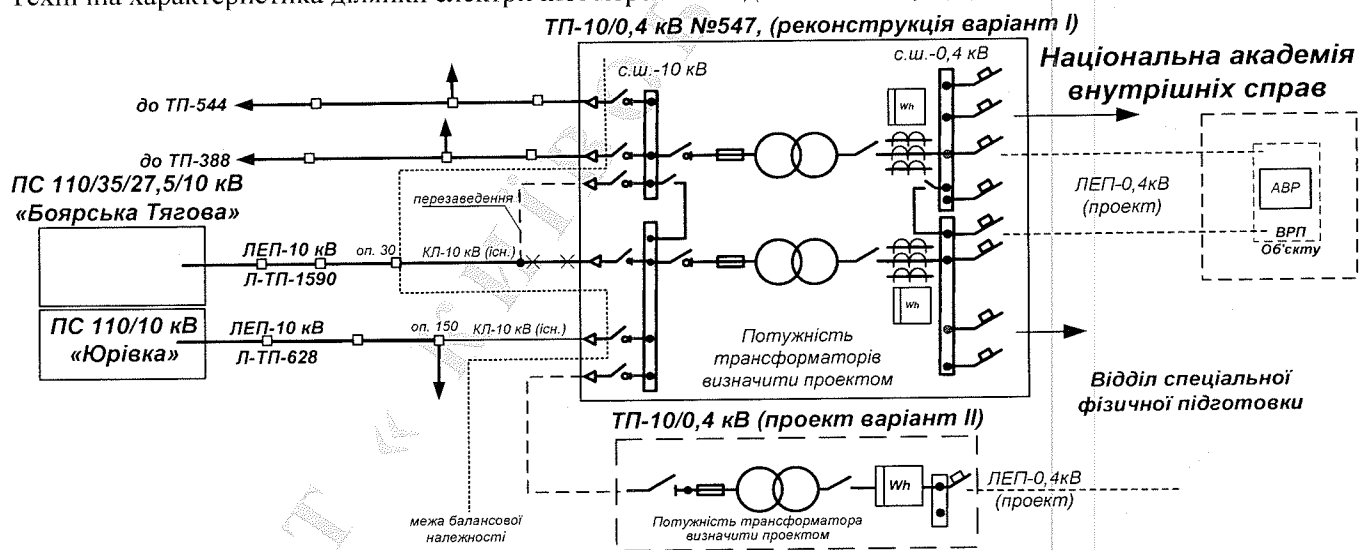 Технічна характеристика ділянки
ТП-10/0,4 кВ №547, (реконструкція варіант I)
с.ш.-10 кВ
с.ш.-0,4 кВ
Національна академія
внутрішніх справ
до ТП-544
Wh
до ТП-388
ПС 110/35/27,5/10 кВ
«Боярська Тягова»
перезаведення
ЛЕП-0,4кВ
(проект)
АВР
ВРП
Об'єкту
ЛЕП-10 кВ
оп. 30
КЛ-10 кВ (існ.)
Л-ТП-1590
Wh
ПС 110/10 кВ
«Юрівка»
ЛЕП-10 кВ
оп. 150
КЛ-10 кВ (існ.)
Л-ТП-628
Потужність
трансформаторів
визначити проектом
Відділ спеціальної
фізичної підготовки
ТП-10/0,4 кВ (проект варіант II)
Wh
ЛЕП-0,4кВ
(проект)
межа балансової
належності
Потужність трансформатора
визначити проектом